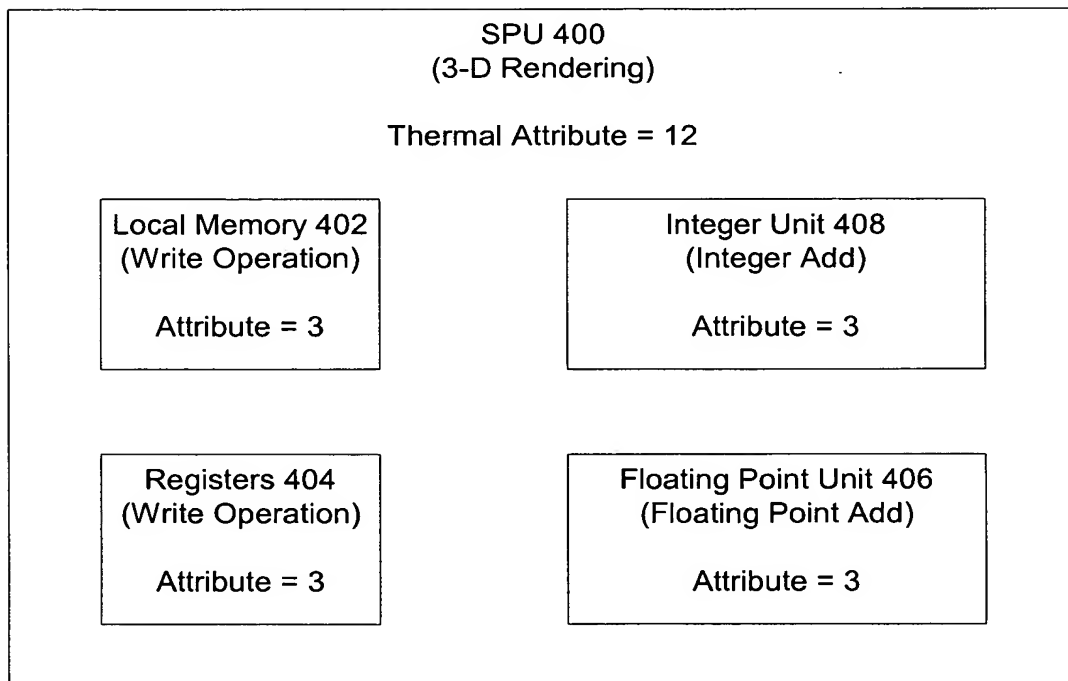 SPU 400
(3-D Rendering)
Thermal Attribute = 12
Local Memory 402
(Write Operation)
Attribute = 3
Integer Unit 408
(Integer Add)
Attribute = 3
Registers 404
(Write Operation)
Attribute = 3
Floating Point Unit 406
(Floating Point Add)
Attribute = 3